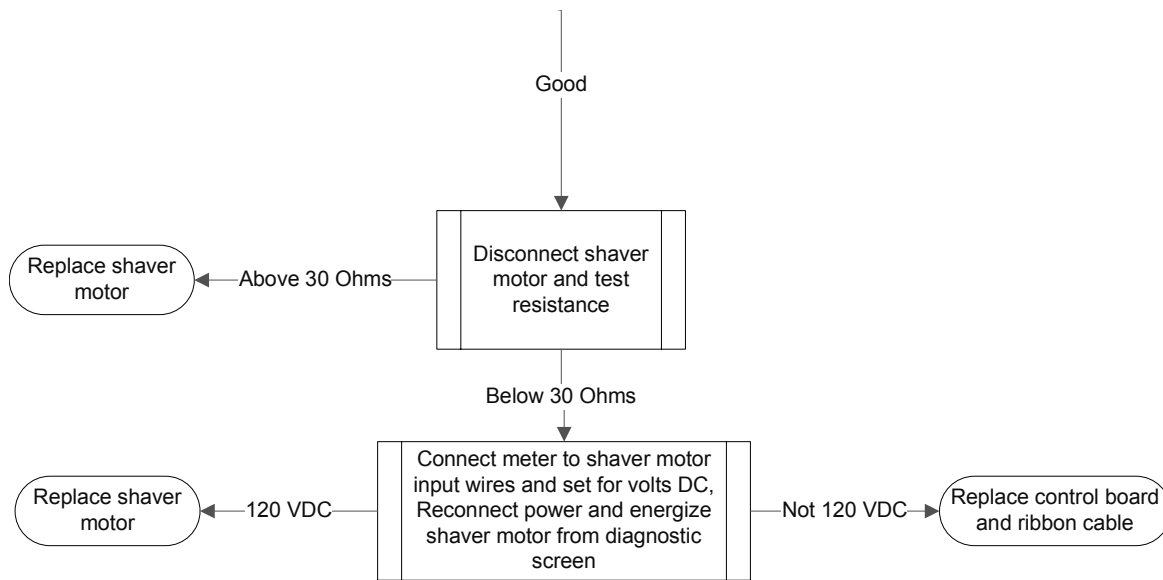 Good
Disconnect shaver
motor and test
resistance
Above 30 Ohms
Replace shaver
motor
Below 30 Ohms
Connect meter to shaver motor
input wires and set for volts DC,
Reconnect power and energize
shaver motor from diagnostic
screen
120 VDC
Replace shaver
motor
Not 120 VDC
Replace control board
and ribbon cable